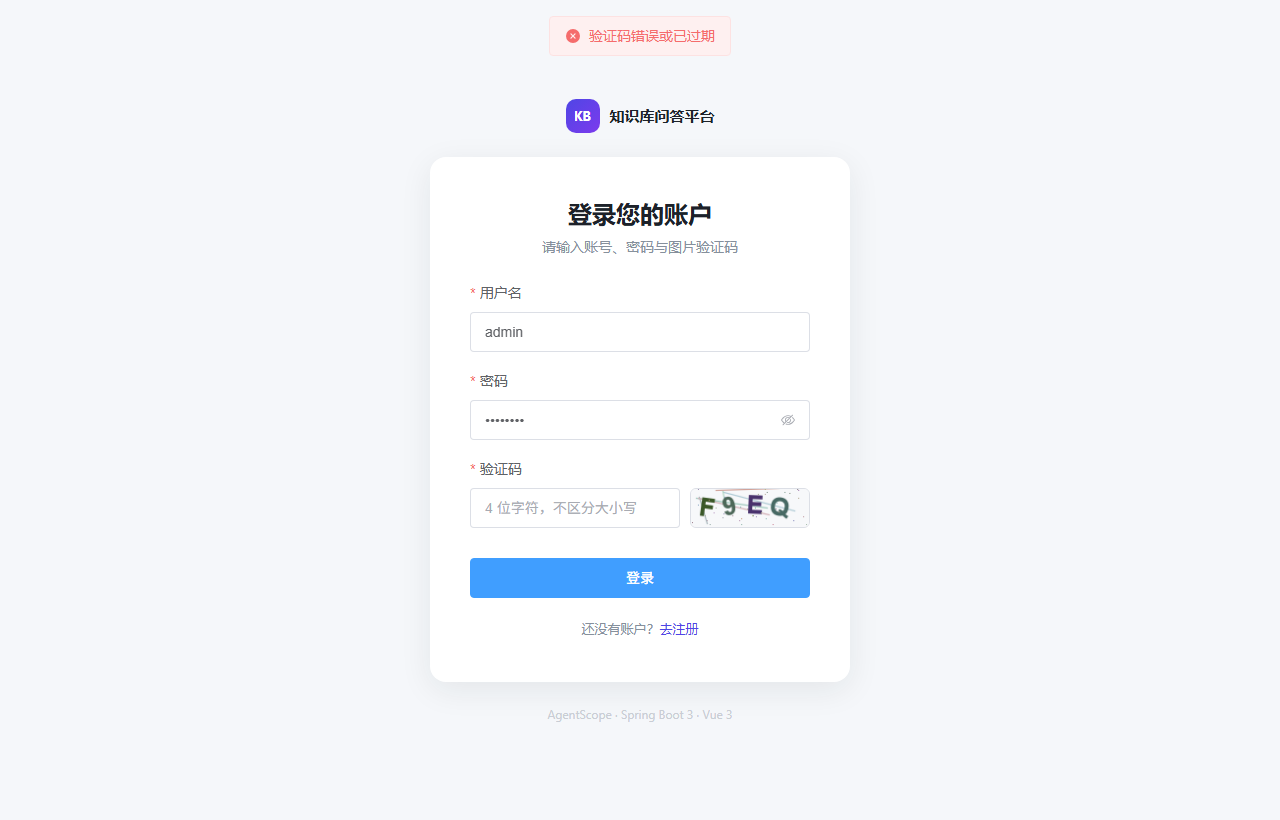 验证码错误或已过期
KB 知识库问答平台
登录您的账户
请输入账号、密码与图片验证码
* 用户名
admin
* 密码
••••••••
* 验证码
4 位字符，不区分大小写 F9EQ
登录
还没有账户？去注册
AgentScope · Spring Boot 3 · Vue 3